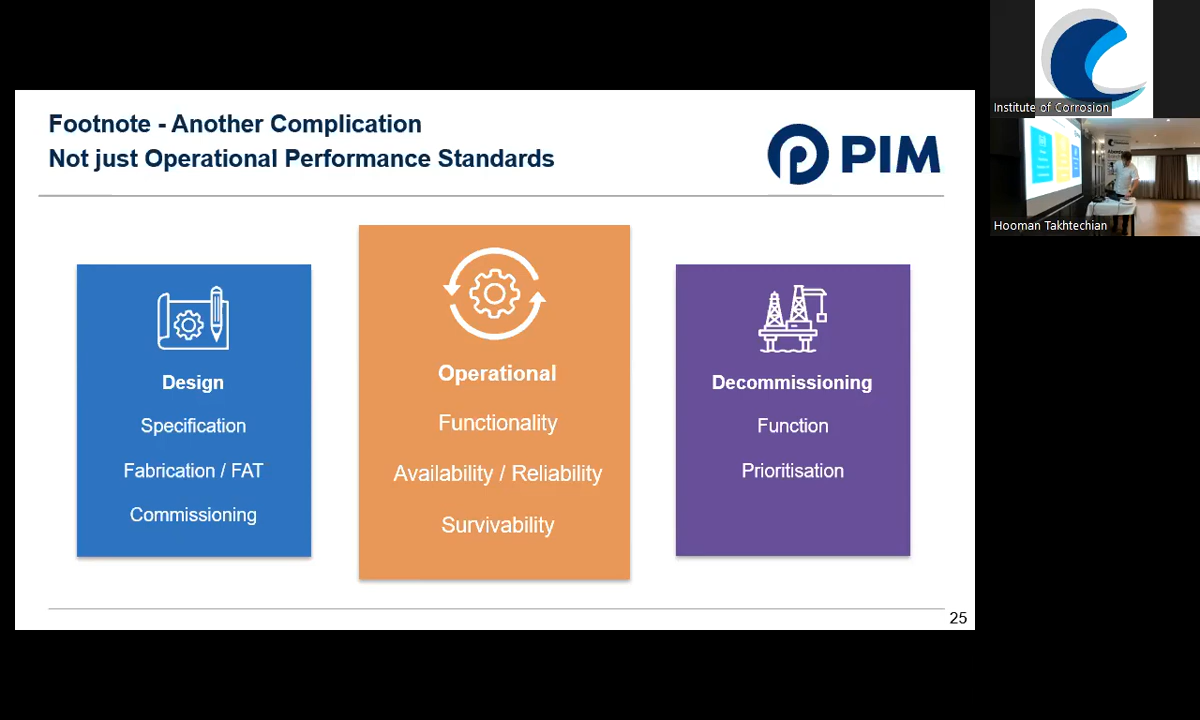 Footnote - Another Complication
Not just Operational Performance Standards
PIM
Design
Specification
Fabrication / FAT
Commissioning
Operational
Functionality
Availability / Reliability
Survivability
Decommissioning
Function
Prioritisation
25
Institute of Corrosion
Hooman Takhtechian